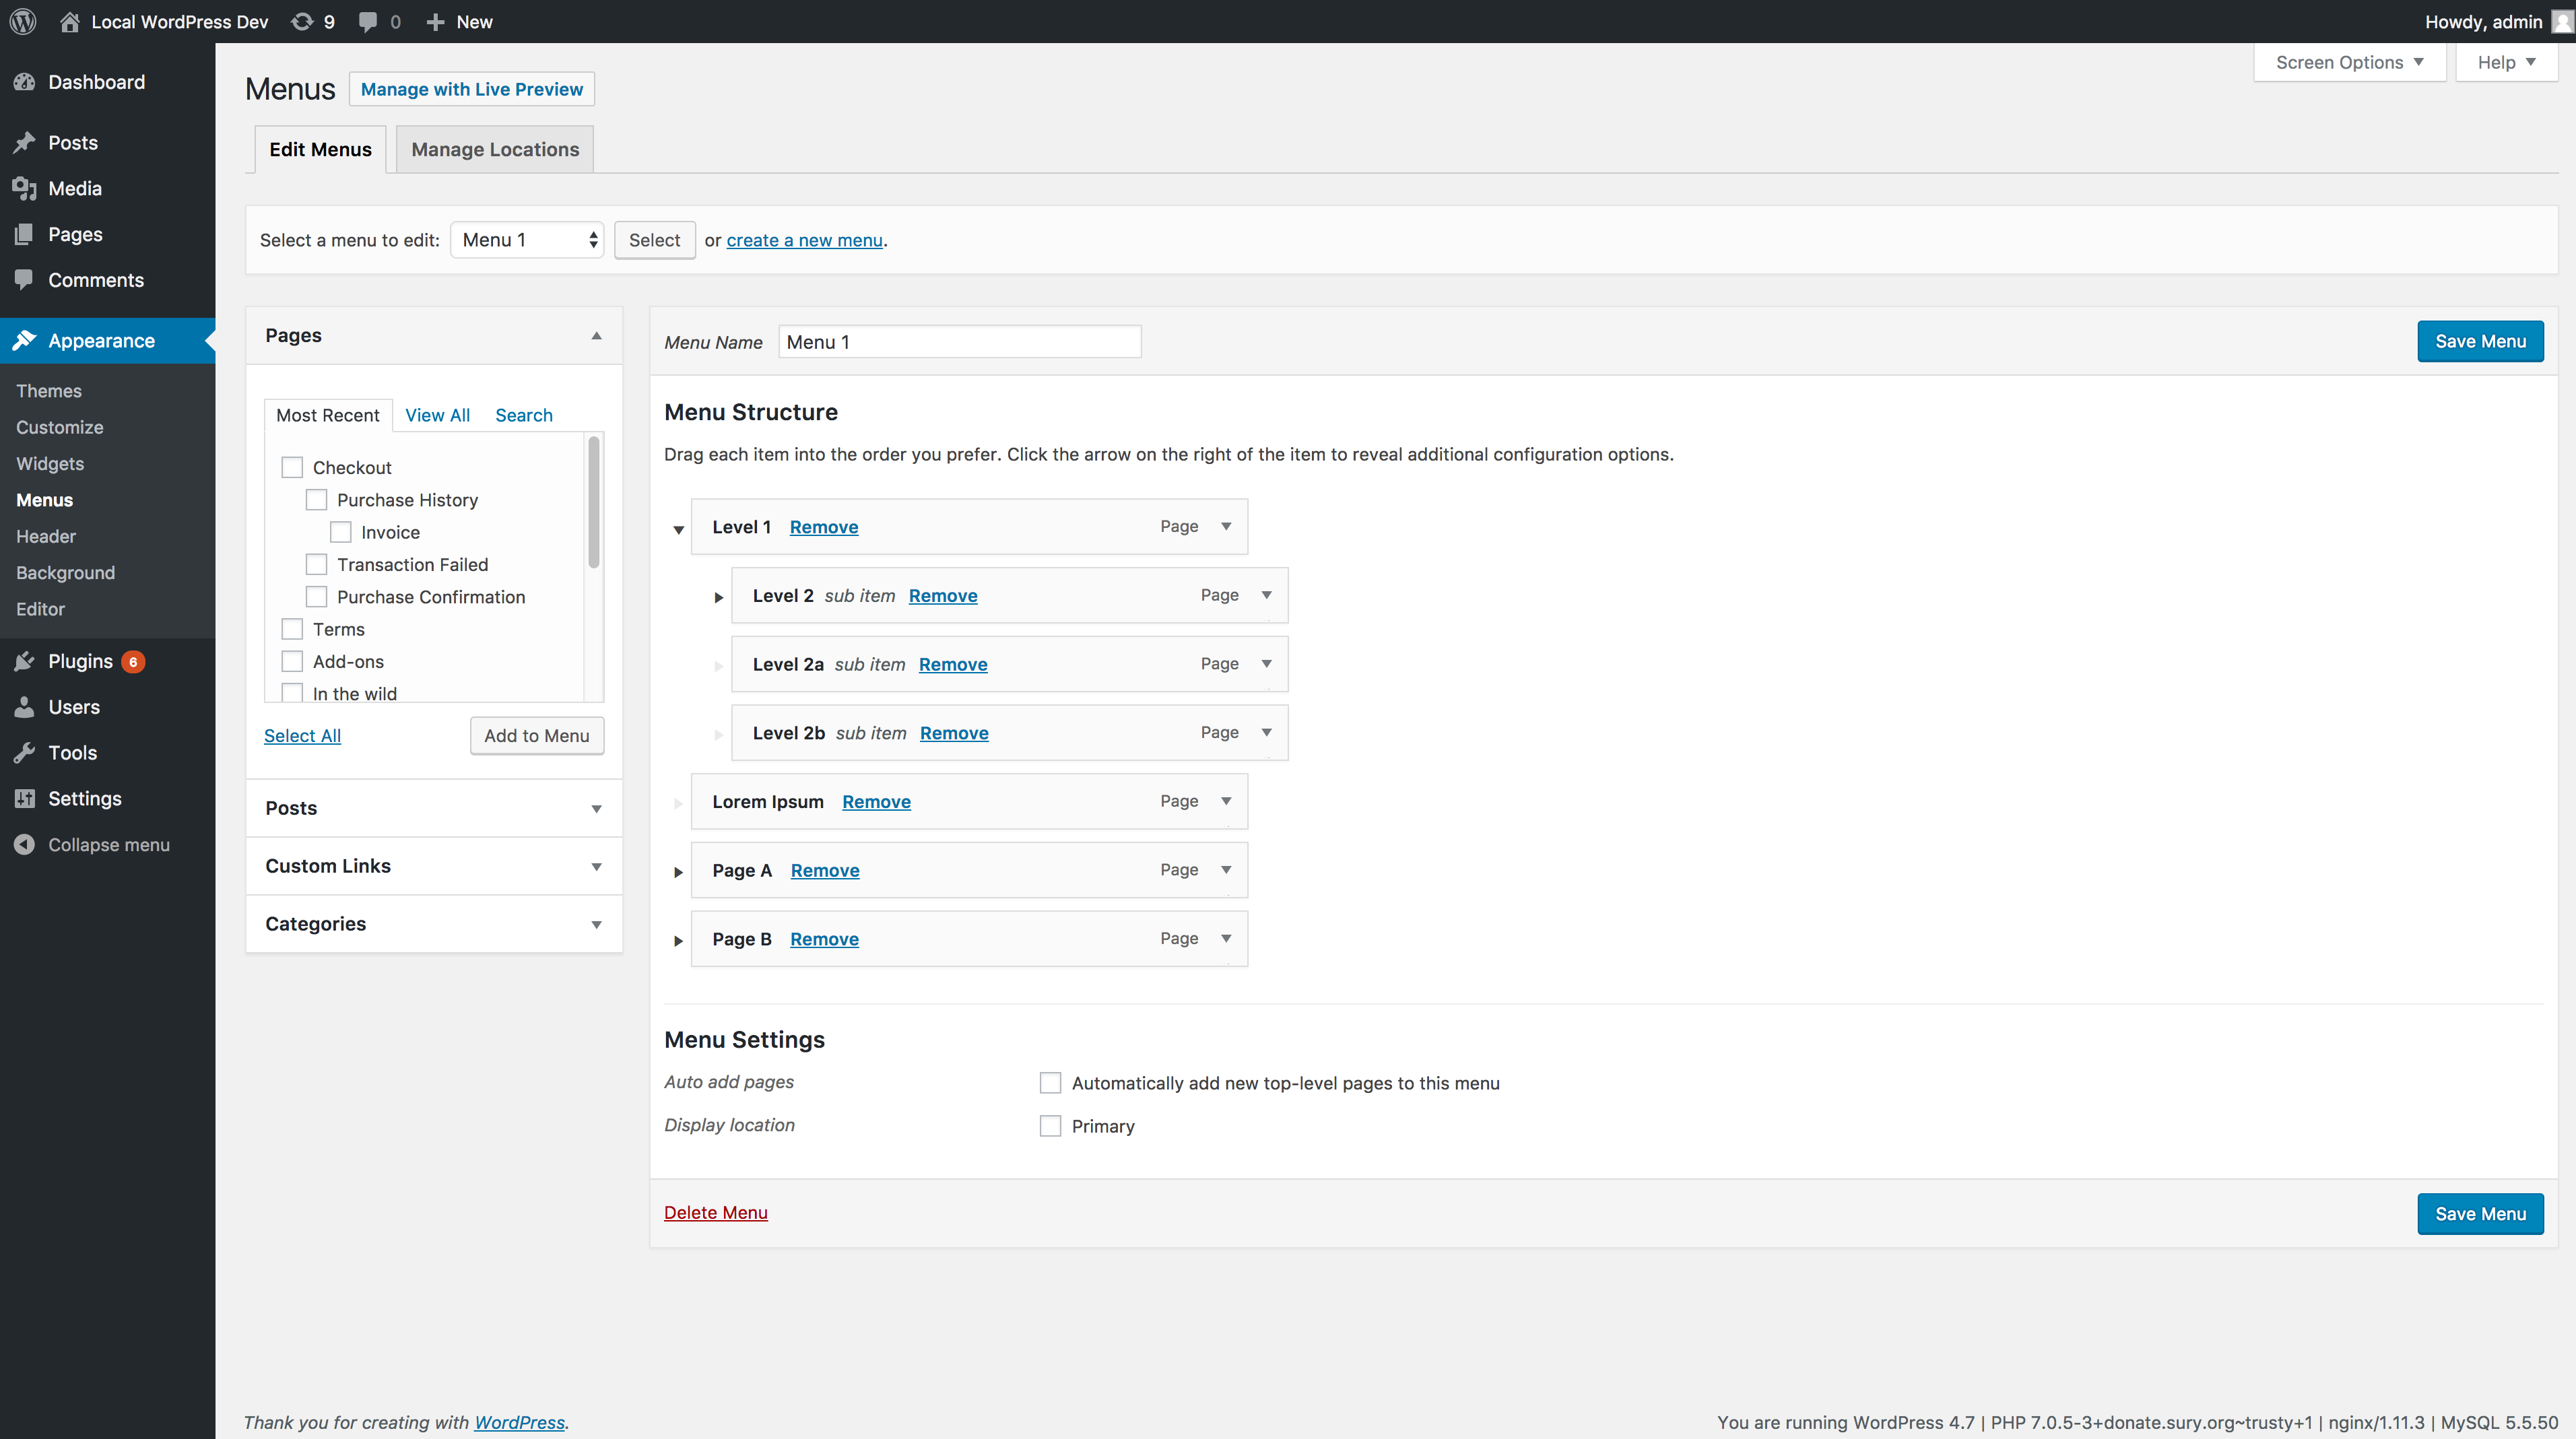 Local WordPress Dev 9 0 New Howdy, admin
Screen Options Help
Dashboard
Posts
Media
Pages
Comments
Appearance
Themes
Customize
Widgets
Menus
Header
Background
Editor
Plugins 6
Users
Tools
Settings
Collapse menu
Menus Manage with Live Preview
Edit Menus Manage Locations
Select a menu to edit: Menu 1 Select or create a new menu.
Pages
Most Recent View All Search
Checkout
Purchase History
Invoice
Transaction Failed
Purchase Confirmation
Terms
Add-ons
In the wild
Select All Add to Menu
Posts
Custom Links
Categories
Menu Name Menu 1 Save Menu
Menu Structure
Drag each item into the order you prefer. Click the arrow on the right of the item to reveal additional configuration options.
Level 1 Remove Page
Level 2 sub item Remove Page
Level 2a sub item Remove Page
Level 2b sub item Remove Page
Lorem Ipsum Remove Page
Page A Remove Page
Page B Remove Page
Menu Settings
Auto add pages Automatically add new top-level pages to this menu
Display location Primary
Delete Menu Save Menu
Thank you for creating with WordPress. You are running WordPress 4.7 | PHP 7.0.5-3+donate.sury.org~trusty+1 | nginx/1.11.3 | MySQL 5.5.50